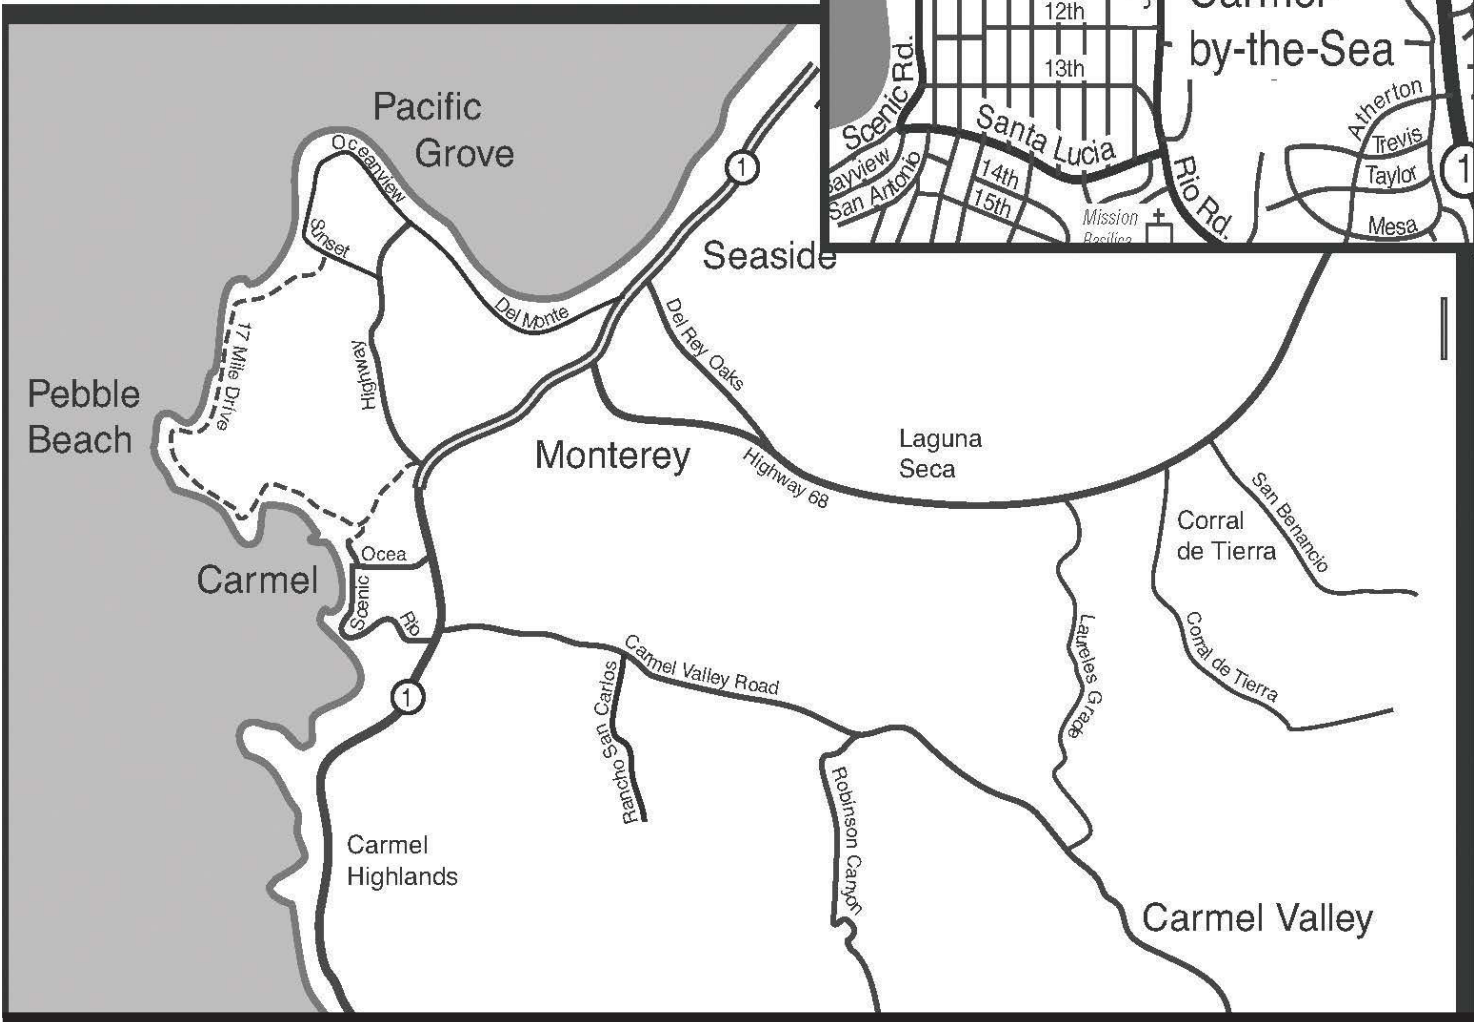 Carmel
by-the-Sea
12th
13th
Scenic Rd.
Santa Lucia
San Antonio
14th
15th
Mission
Basilica
Rio Rd.
Atherton
Trevis
Taylor
Mesa
1
Pacific
Grove
Oceanview
Sunset
1
Seaside
Del Monte
Del Rey Oaks
17 Mile Drive
Highway
Pebble
Beach
Monterey
Highway 68
Laguna
Seca
San Benancio
Corral
de Tierra
Corral de Tierra
Laureles Grade
Ocea
Carmel
Scenic
Rio
Carmel Valley Road
Rancho San Carlos
1
Robinson Canyon
Carmel
Highlands
Carmel Valley